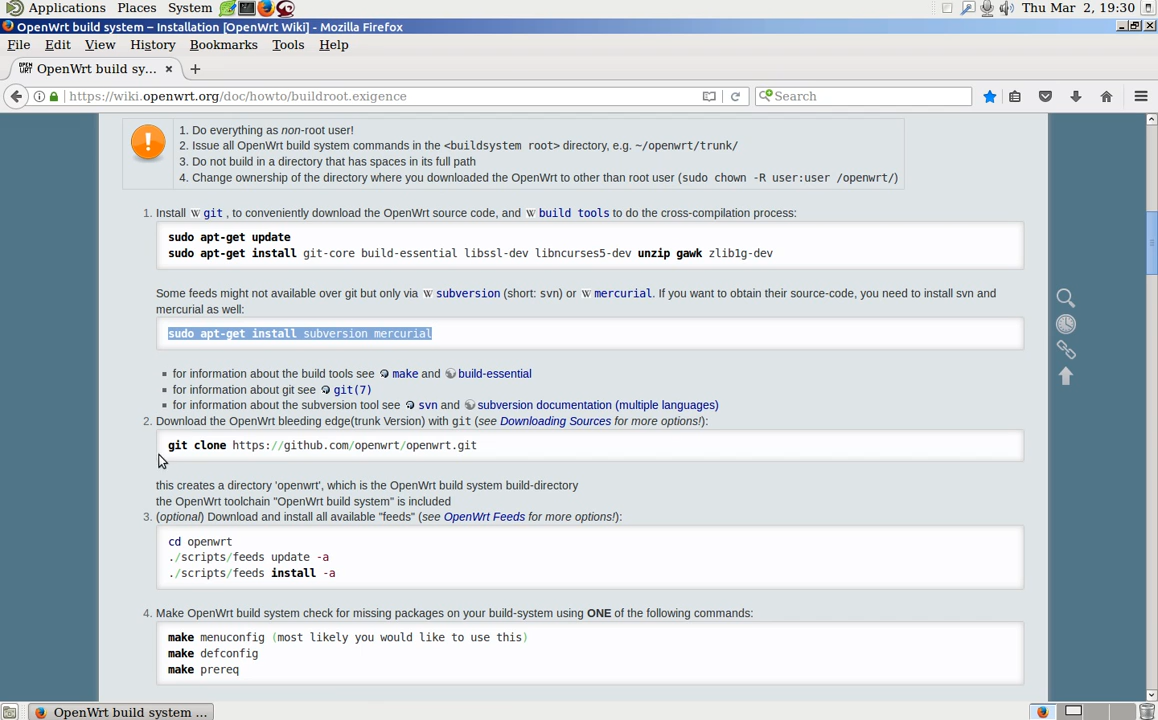 Applications Places System Thu Mar 2, 19:30
OpenWrt build system – Installation [OpenWrt Wiki] - Mozilla Firefox
File Edit View History Bookmarks Tools Help
OpenWrt build sy... × +
https://wiki.openwrt.org/doc/howto/buildroot.exigence Search
1. Do everything as non-root user!
2. Issue all OpenWrt build system commands in the <buildsystem root> directory, e.g. ~/openwrt/trunk/
3. Do not build in a directory that has spaces in its full path
4. Change ownership of the directory where you downloaded the OpenWrt to other than root user (sudo chown -R user:user /openwrt/)
1. Install git , to conveniently download the OpenWrt source code, and build tools to do the cross-compilation process:
sudo apt-get update
sudo apt-get install git-core build-essential libssl-dev libncurses5-dev unzip gawk zlib1g-dev
Some feeds might not available over git but only via subversion (short: svn) or mercurial. If you want to obtain their source-code, you need to install svn and
mercurial as well:
sudo apt-get install subversion mercurial
for information about the build tools see make and build-essential
for information about git see git(7)
for information about the subversion tool see svn and subversion documentation (multiple languages)
2. Download the OpenWrt bleeding edge(trunk Version) with git (see Downloading Sources for more options!):
git clone https://github.com/openwrt/openwrt.git
this creates a directory 'openwrt', which is the OpenWrt build system build-directory
the OpenWrt toolchain "OpenWrt build system" is included
3. (optional) Download and install all available "feeds" (see OpenWrt Feeds for more options!):
cd openwrt
./scripts/feeds update -a
./scripts/feeds install -a
4. Make OpenWrt build system check for missing packages on your build-system using ONE of the following commands:
make menuconfig (most likely you would like to use this)
make defconfig
make prereq
OpenWrt build system ...